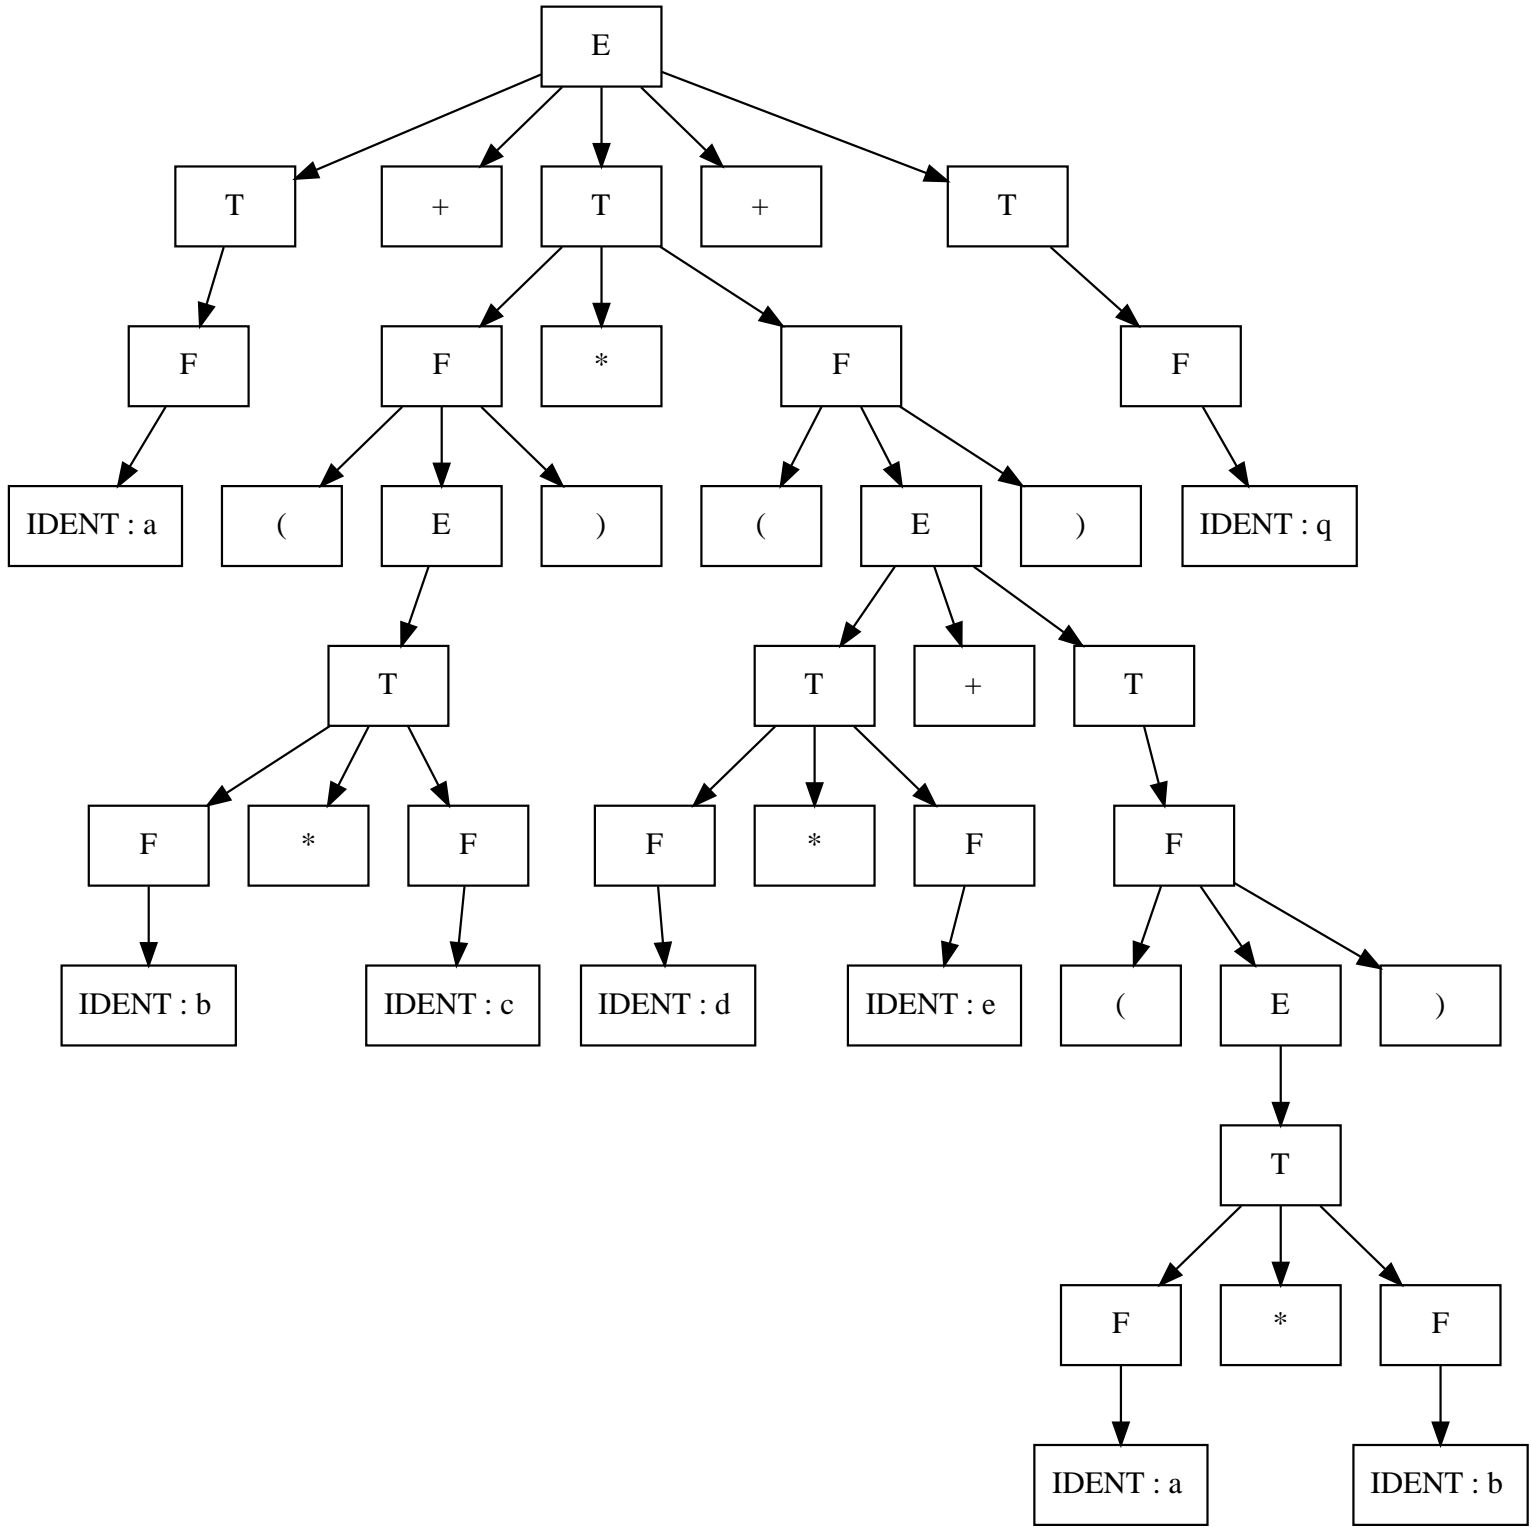 E
T + T + T
F F * F F
IDENT : a ( E ) ( E ) IDENT : q
T T + T
F * F F * F F
IDENT : b IDENT : c IDENT : d IDENT : e ( E )
T
F * F
IDENT : a IDENT : b